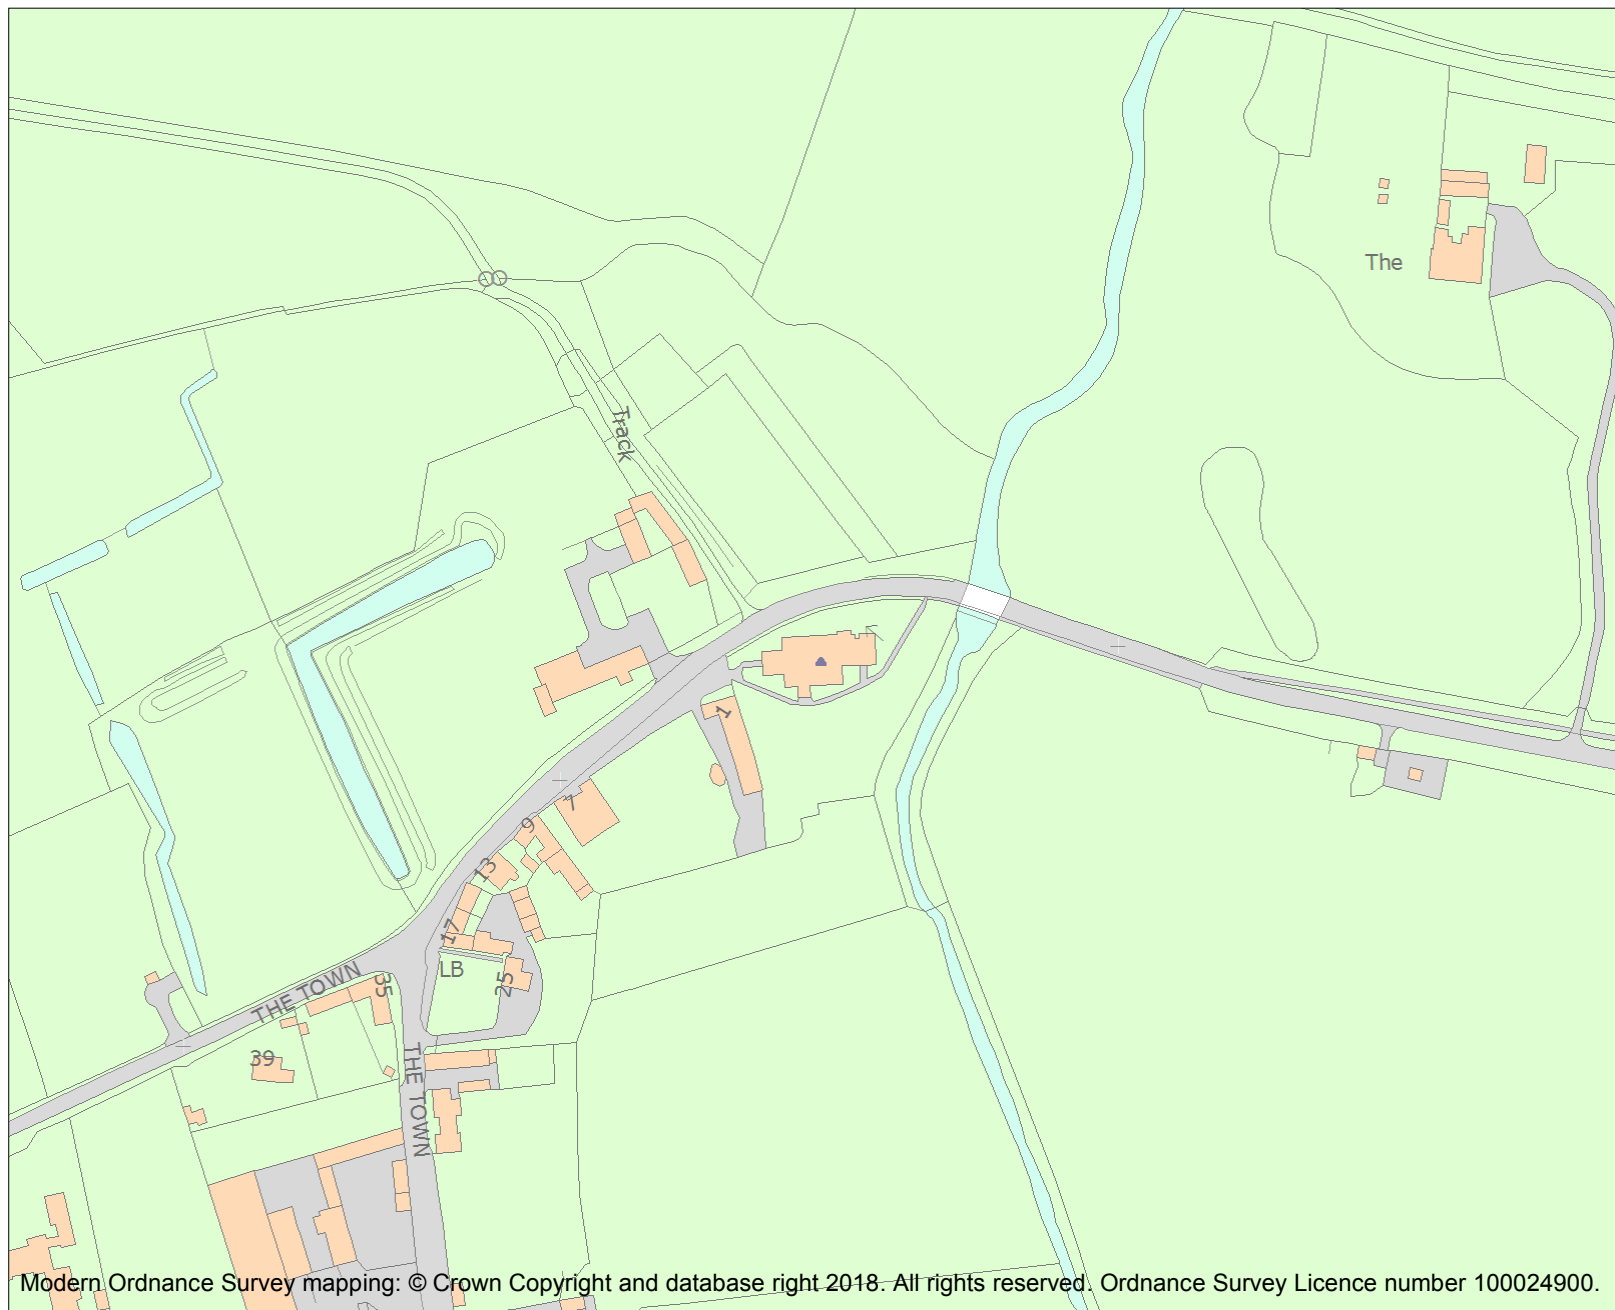 The
Track
1
7
9
13
17
LB
25
THE TOWN
35
39
THE TOWN
Modern Ordnance Survey mapping: © Crown Copyright and database right 2018. All rights reserved. Ordnance Survey Licence number 100024900.